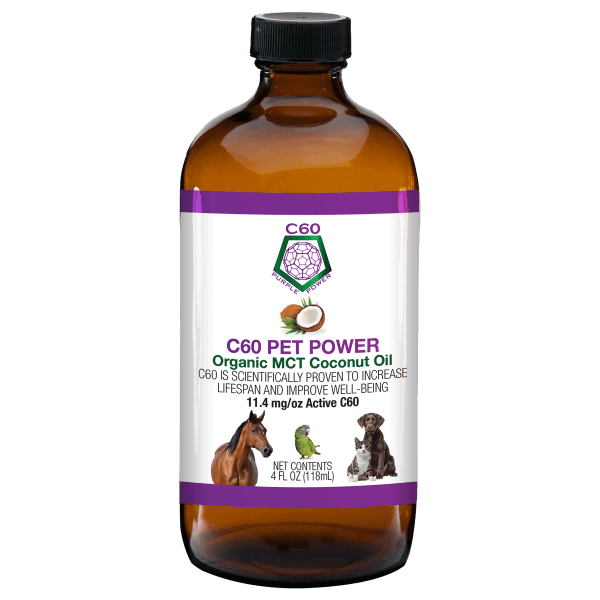 C60
PURPLE POWER
C60 PET POWER
Organic MCT Coconut Oil
C60 IS SCIENTIFICALLY PROVEN TO INCREASE
LIFESPAN AND IMPROVE WELL-BEING
11.4 mg/oz Active C60
NET CONTENTS
4 FL OZ (118mL)